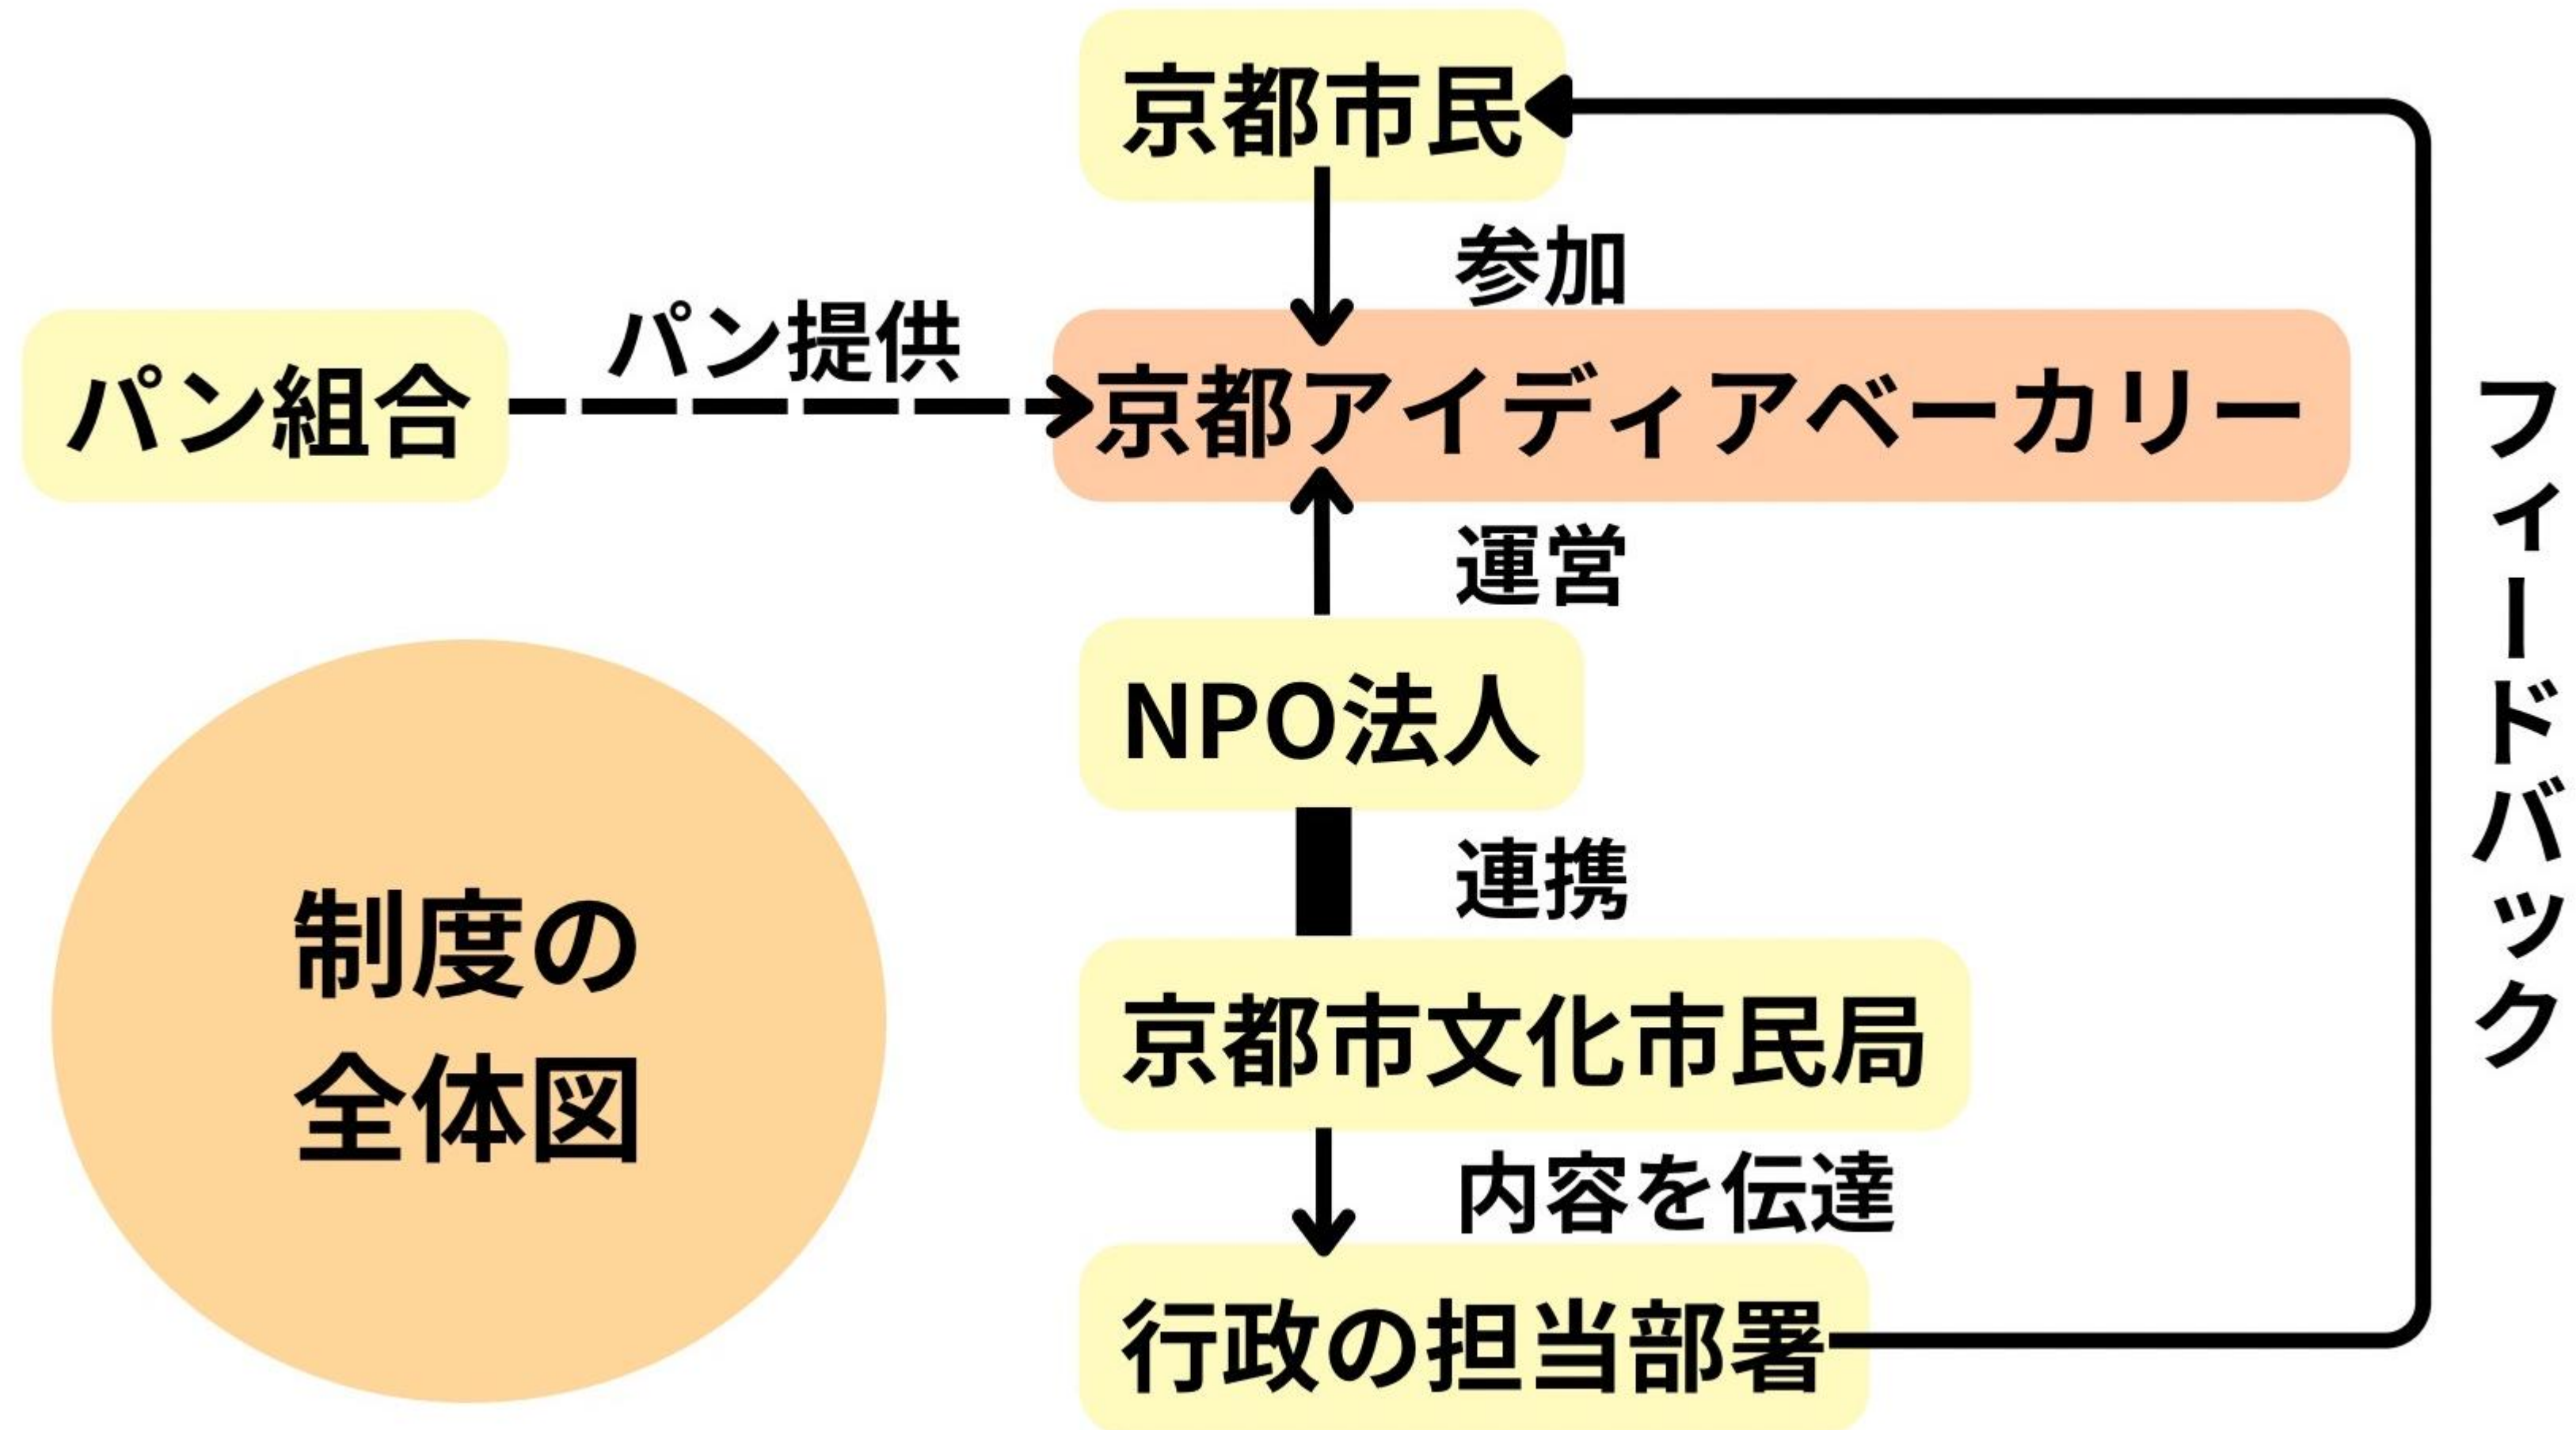 京都市民
参加
パン組合
パン提供
京都アイディアベーカリー
運営
NPO法人
連携
京都市文化市民局
内容を伝達
行政の担当部署
フィードバック
制度の
全体図